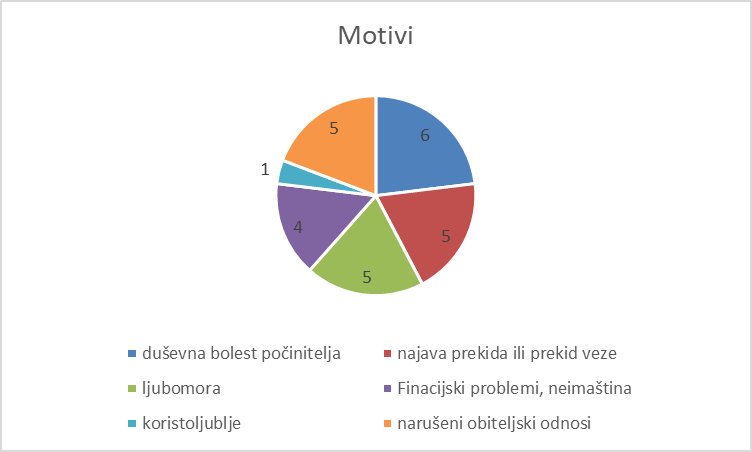 Motivi
6
5
5
4
1
5
duševna bolest počinitelja
najava prekida ili prekid veze
ljubomora
Finacijski problemi, neimaština
koristoljublje
narušeni obiteljski odnosi